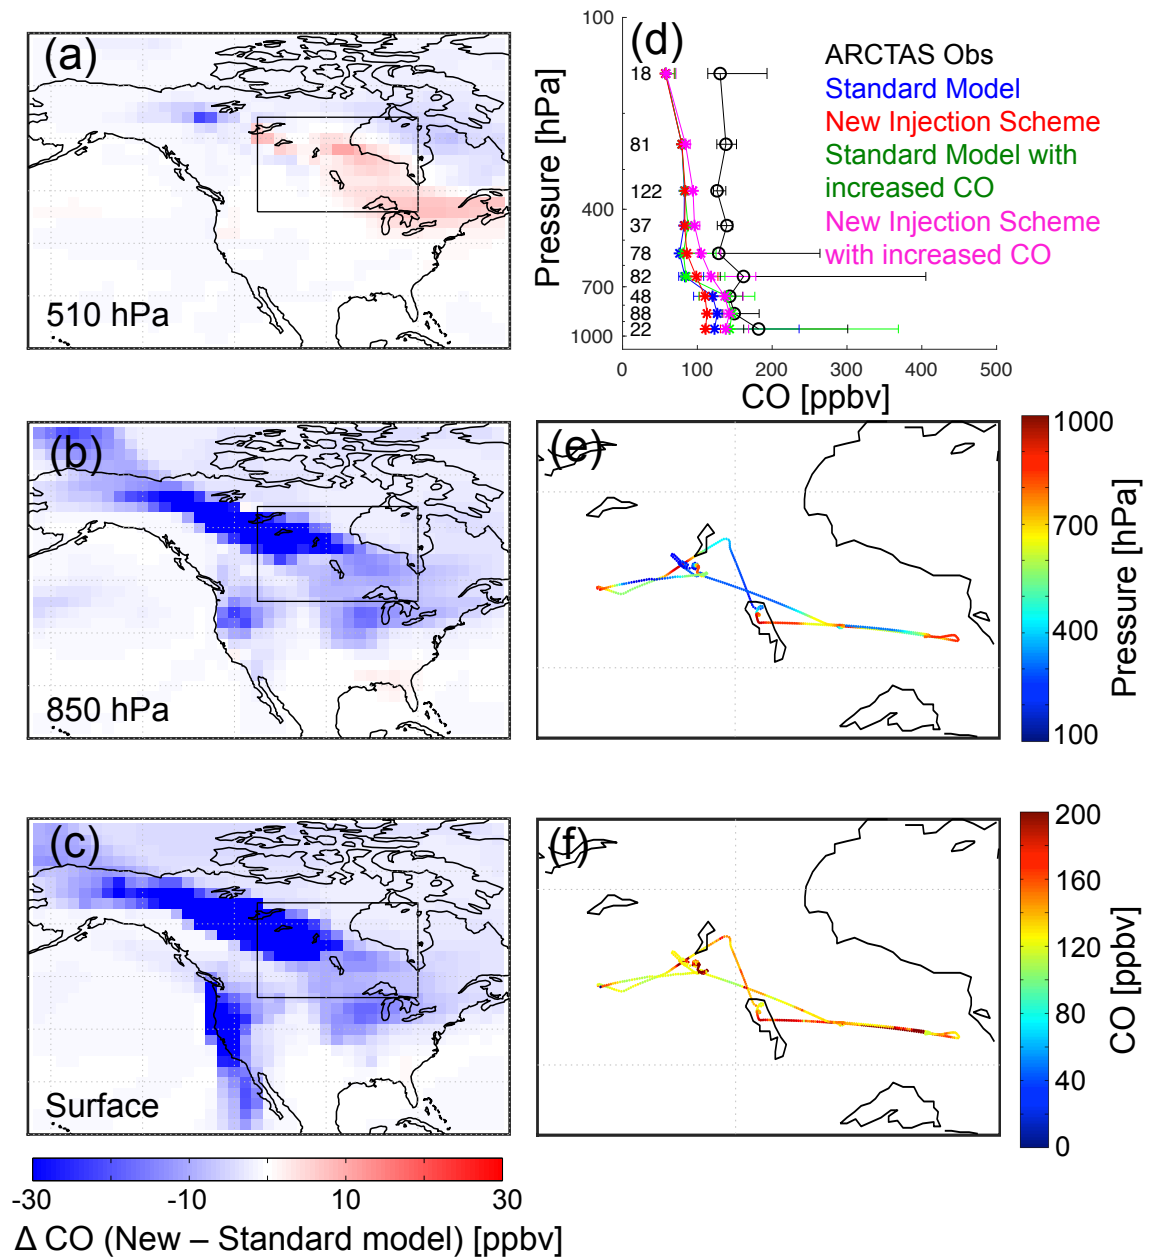 (a)
510 hPa
(b)
850 hPa
(c)
Surface
-30
-10
10
30
Δ CO (New – Standard model) [ppbv]
(d)
100
400
700
1000
Pressure [hPa]
18
81
122
37
78
82
48
88
22
ARCTAS Obs
Standard Model
New Injection Scheme
Standard Model with
increased CO
New Injection Scheme
with increased CO
0
100
200
300
400
500
CO [ppbv]
(e)
1000
700
400
100
Pressure [hPa]
(f)
200
160
120
80
40
0
CO [ppbv]